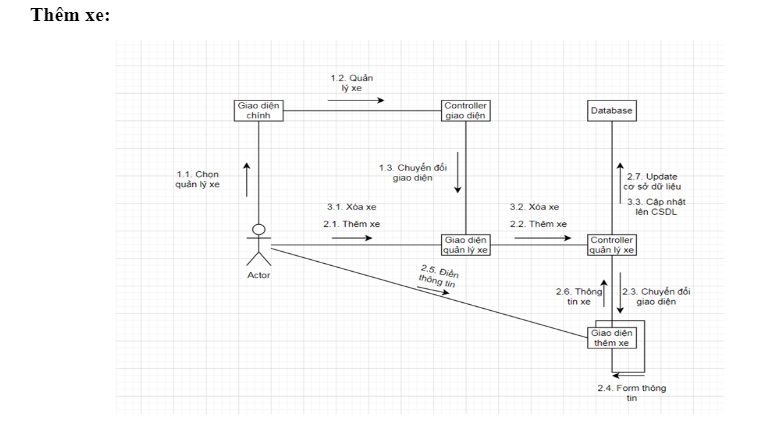 Thêm xe:
1.2. Quản
lý xe
Giao diện
chính
Controller
giao diện
Database
1.1. Chọn
quản lý xe
1.3. Chuyển đổi
giao diện
2.7. Update
cơ sở dữ liệu
3.3. Cập nhật
lên CSDL
3.1. Xóa xe
2.1. Thêm xe
3.2. Xóa xe
2.2. Thêm xe
Giao diện
quản lý xe
Controller
quản lý xe
Actor
2.5. Điền
thông tin
2.6. Thông
tin xe
2.3. Chuyển đổi
giao diện
Giao diện
thêm xe
2.4. Form thông
tin